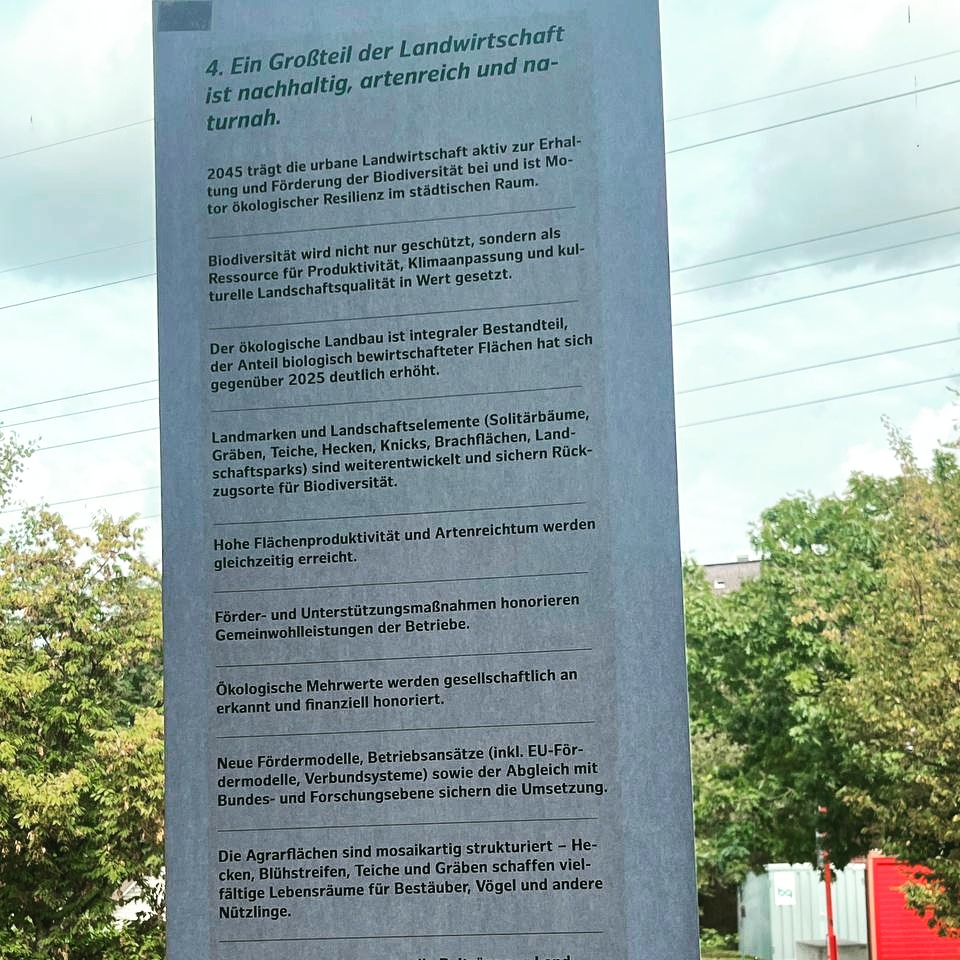 4. Ein Großteil der Landwirtschaft
ist nachhaltig, artenreich und na-
turnah.
2045 trägt die urbane Landwirtschaft aktiv zur Erhal-
tung und Förderung der Biodiversität bei und ist Mo-
tor ökologischer Resilienz im städtischen Raum.
Biodiversität wird nicht nur geschützt, sondern als
Ressource für Produktivität, Klimaanpassung und kul-
turelle Landschaftsqualität in Wert gesetzt.
Der ökologische Landbau ist integraler Bestandteil,
der Anteil biologisch bewirtschafteter Flächen hat sich
gegenüber 2025 deutlich erhöht.
Landmarken und Landschaftselemente (Solitärbäume,
Gräben, Teiche, Hecken, Knicks, Brachflächen, Land-
schaftsparks) sind weiterentwickelt und sichern Rück-
zugsorte für Biodiversität.
Hohe Flächenproduktivität und Artenreichtum werden
gleichzeitig erreicht.
Förder- und Unterstützungsmaßnahmen honorieren
Gemeinwohlleistungen der Betriebe.
Ökologische Mehrwerte werden gesellschaftlich an
erkannt und finanziell honoriert.
Neue Fördermodelle, Betriebsansätze (inkl. EU-För-
dermodelle, Verbundsysteme) sowie der Abgleich mit
Bundes- und Forschungsebene sichern die Umsetzung.
Die Agrarflächen sind mosaikartig strukturiert – He-
cken, Blühstreifen, Teiche und Gräben schaffen viel-
fältige Lebensräume für Bestäuber, Vögel und andere
Nützlinge.